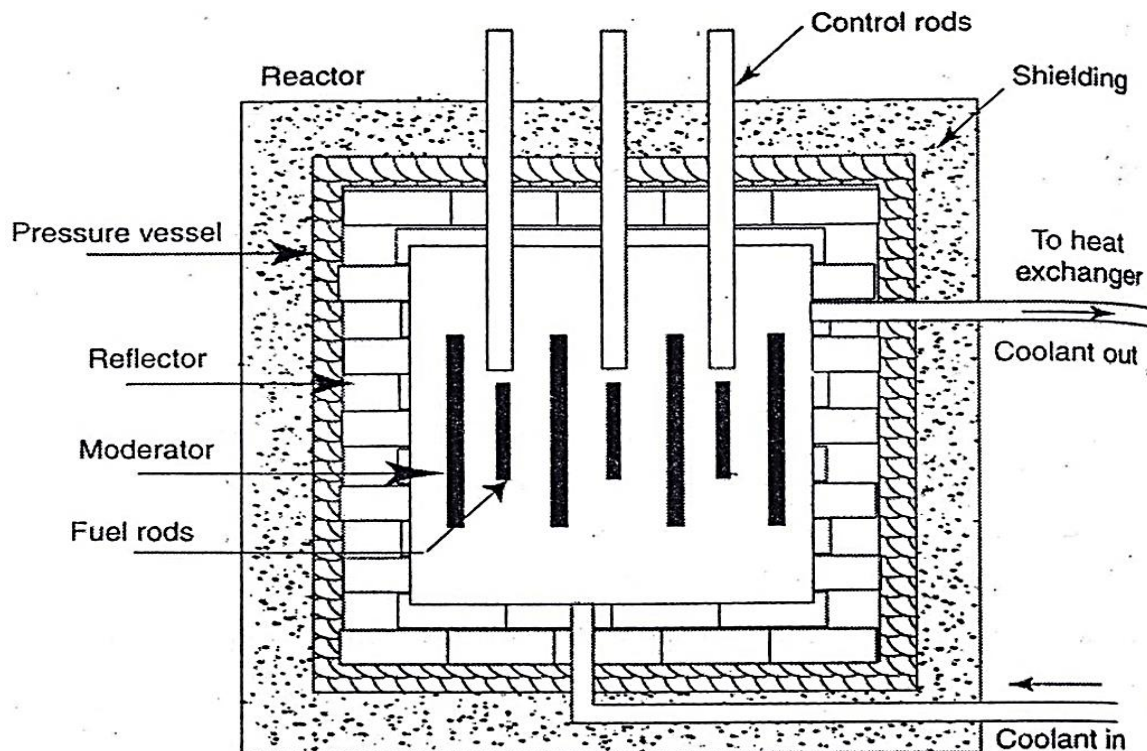 Control rods
Reactor
Shielding
Pressure vessel
To heat
exchanger
Reflector
Coolant out
Moderator
Fuel rods
Coolant in